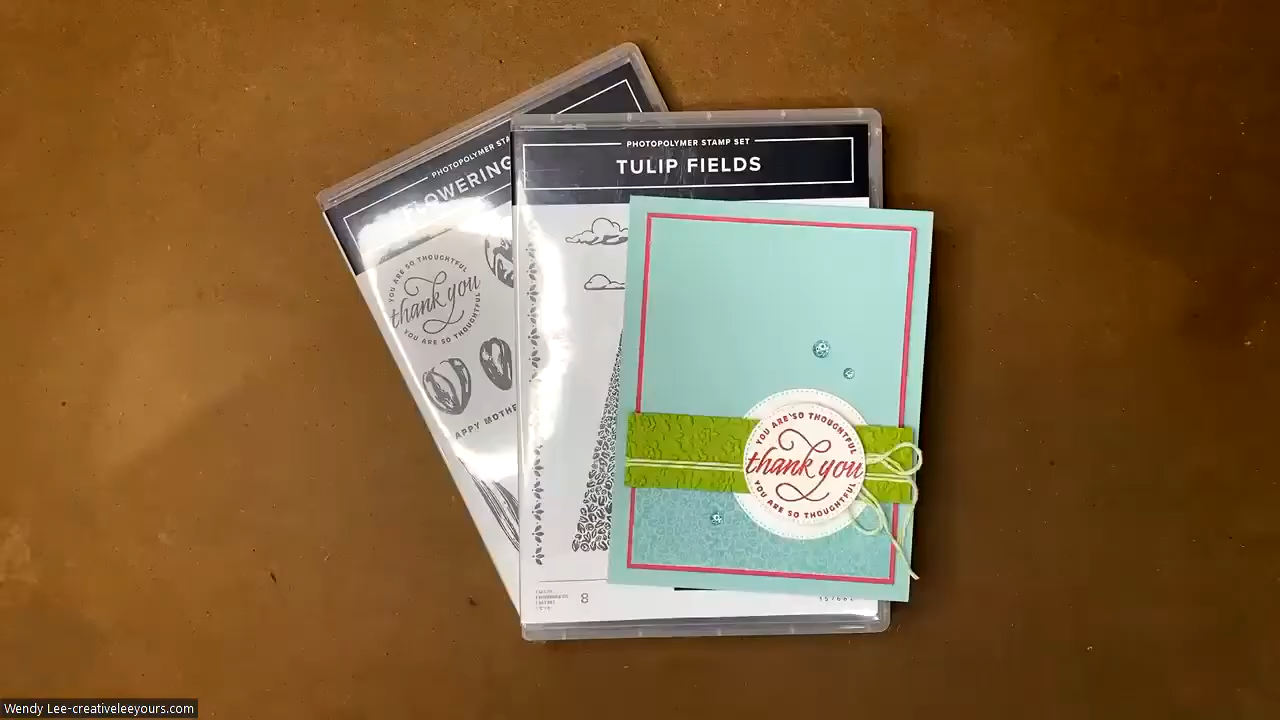 PHOTOPOLYMER STAMP SET
TULIP FIELDS
PHOTOPOLYMER
FLOWERING
YOU ARE SO THOUGHTFUL
thank you
YOU ARE SO THOUGHTFUL
APPY MOTHE
YOU ARE SO THOUGHTFUL
thank you
YOU ARE SO THOUGHTFUL
8
Wendy Lee-creativeleeyours.com